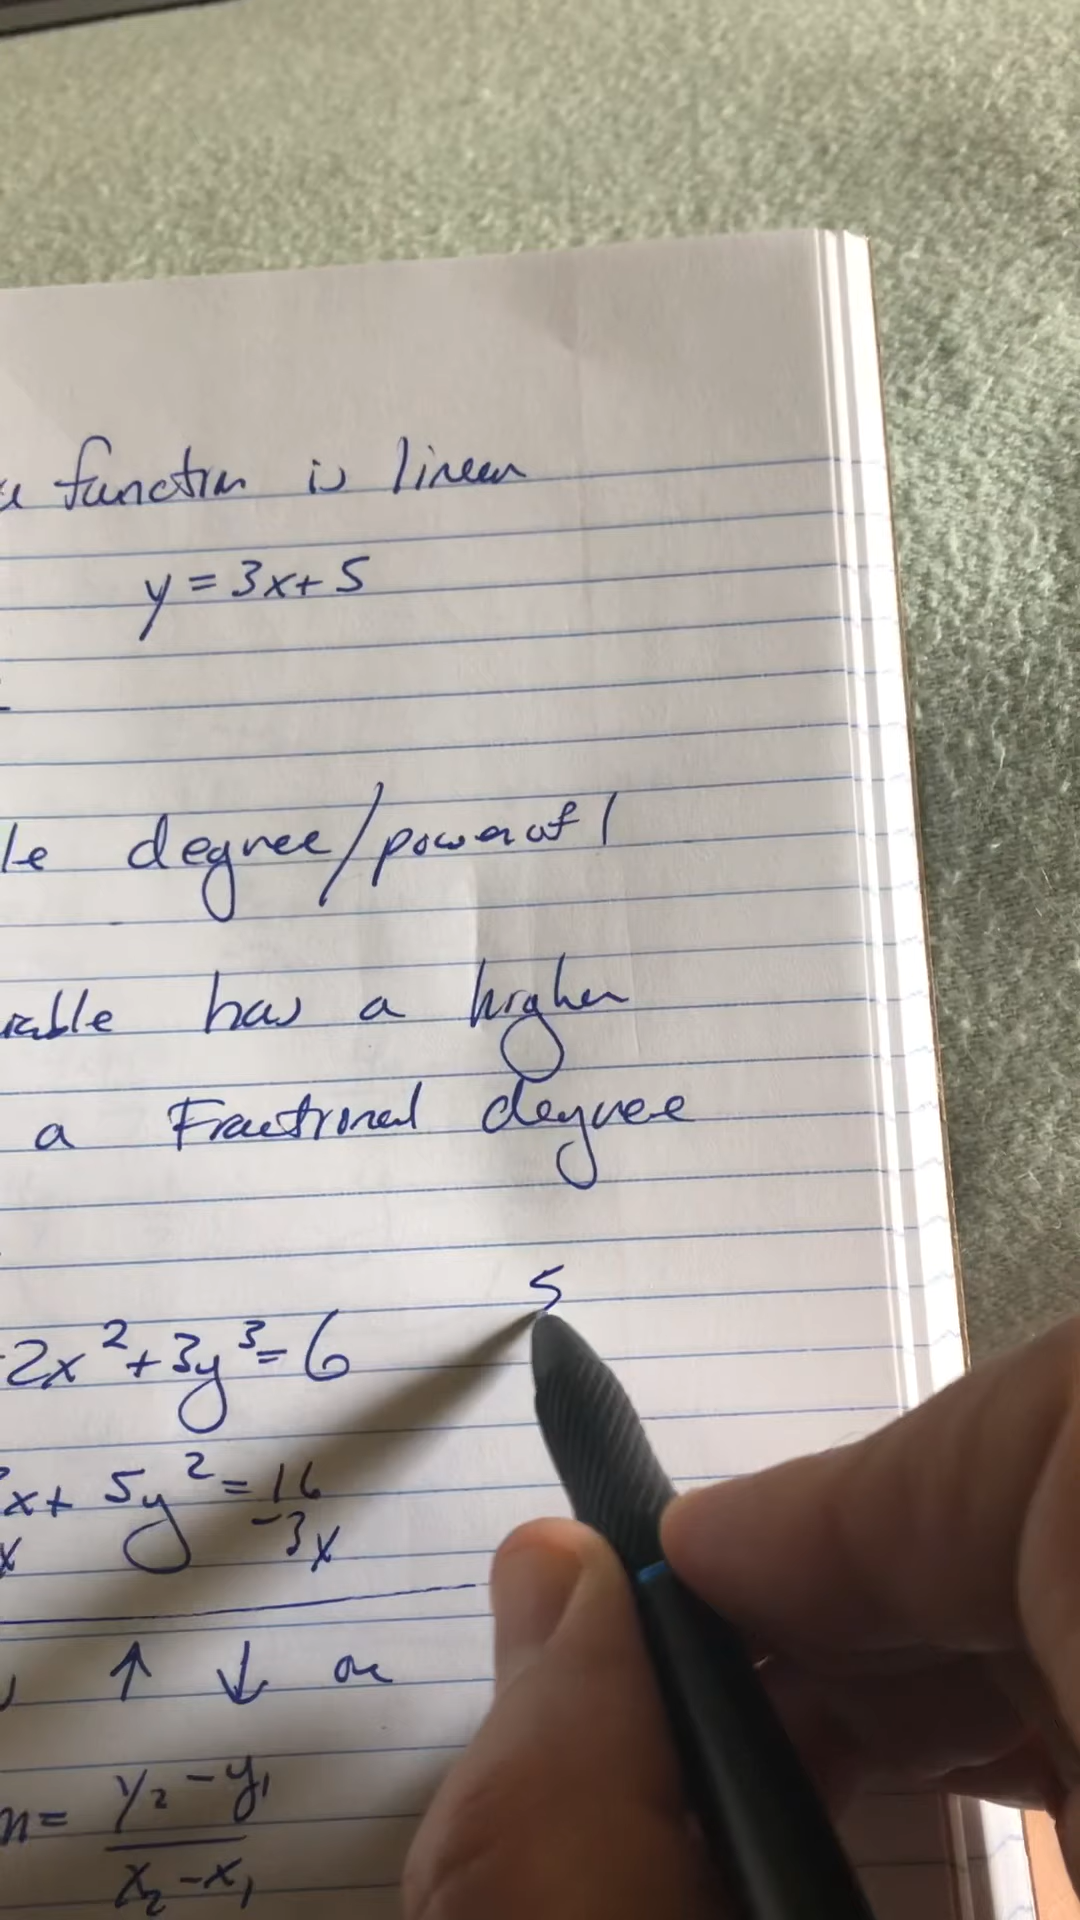 function is linear
y = 3x + 5
le degree/power of 1
iable has a higher
a Fractional degree
5
2x² + 3y³ = 6
x + 5y² = 16
x -3x
↑ ↓ or
m = y₂ - y₁
x₂ - x₁